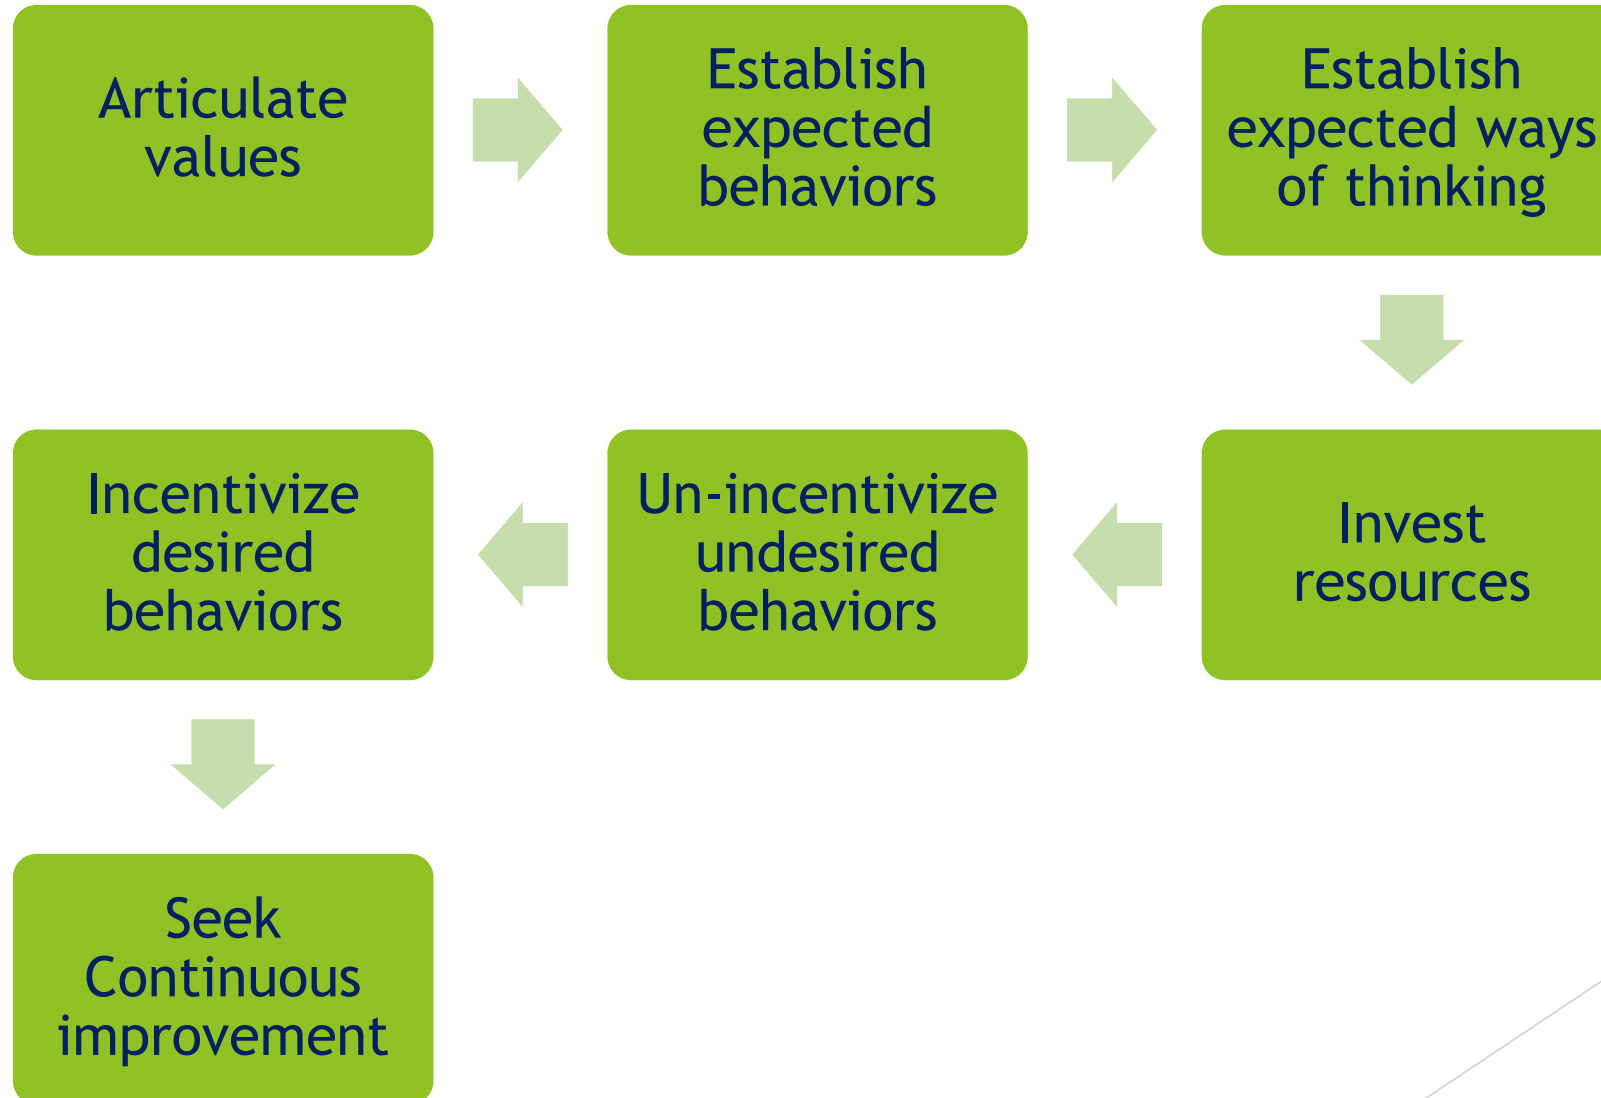 Articulate
values
Establish
expected
behaviors
Establish
expected ways
of thinking
Invest
resources
Un-incentivize
undesired
behaviors
Incentivize
desired
behaviors
Seek
Continuous
improvement